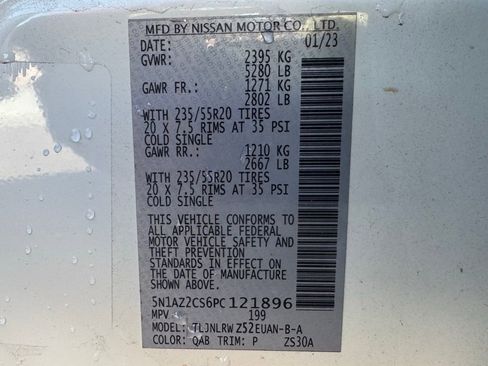 MFD BY NISSAN MOTOR CO., LTD.
DATE: 01/23
GVWR: 2395 KG
5280 LB
GAWR FR.: 1271 KG
2802 LB
WITH 235/55R20 TIRES
20 X 7.5 RIMS AT 35 PSI
COLD SINGLE
GAWR RR.: 1210 KG
2667 LB
WITH 235/55R20 TIRES
20 X 7.5 RIMS AT 35 PSI
COLD SINGLE
THIS VEHICLE CONFORMS TO
ALL APPLICABLE FEDERAL
MOTOR VEHICLE SAFETY AND
THEFT PREVENTION
STANDARDS IN EFFECT ON
THE DATE OF MANUFACTURE
SHOWN ABOVE.
5N1AZ2CS6PC121896
MPV 199
MODEL: TLJNLRWZ52EUAN-B-A
COLOR: QAB TRIM: P ZS30A